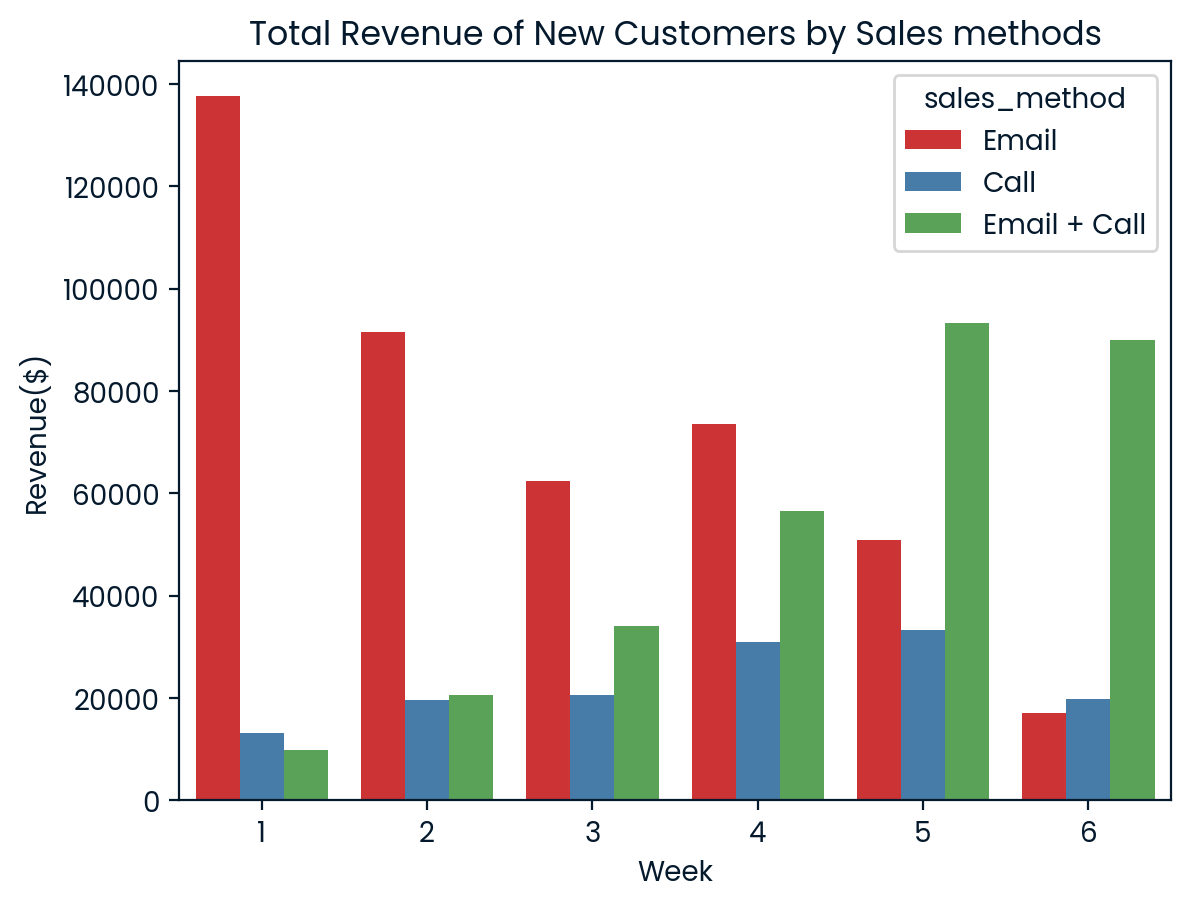 Total Revenue of New Customers by Sales methods
sales_method
Email
Call
Email + Call
Revenue($)
140000
120000
100000
80000
60000
40000
20000
0
1 2 3 4 5 6
Week